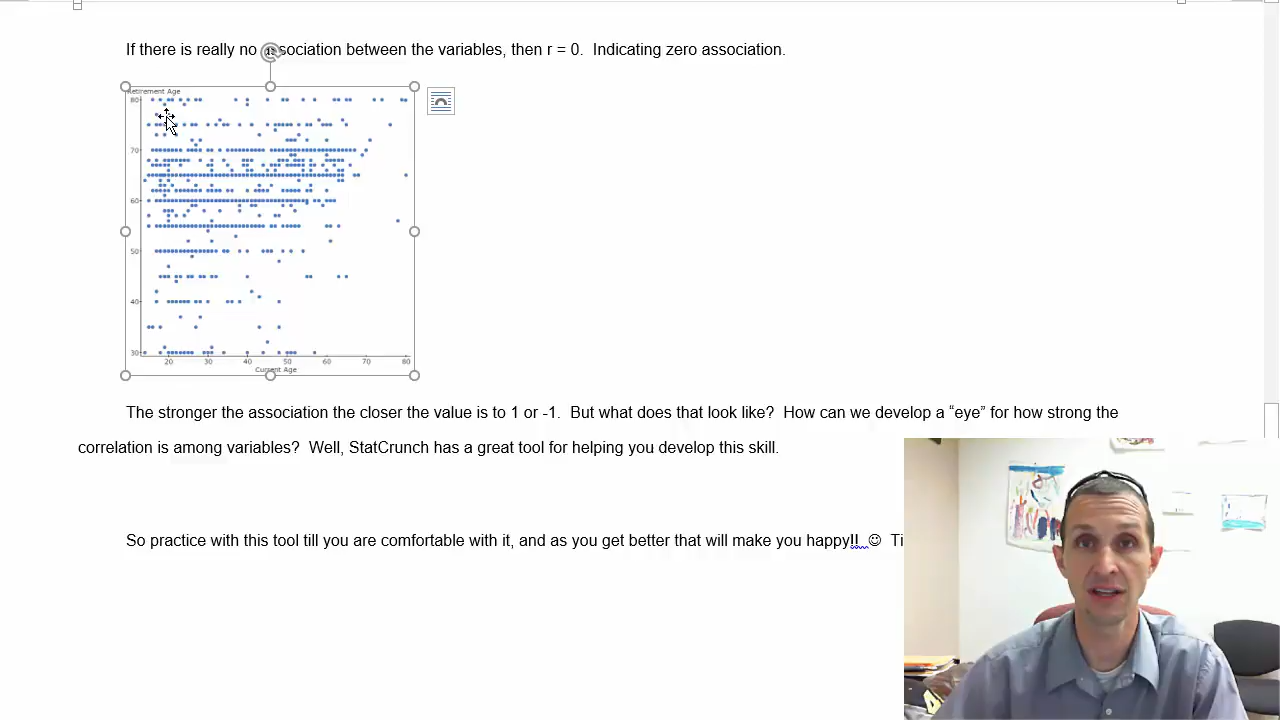 If there is really no association between the variables, then r = 0.  Indicating zero association.
Retirement Age
80
70
60
50
40
30
20 30 40 50 60 70 80
Current Age
The stronger the association the closer the value is to 1 or -1.  But what does that look like?  How can we develop a “eye” for how strong the
correlation is among variables?  Well, StatCrunch has a great tool for helping you develop this skill.
So practice with this tool till you are comfortable with it, and as you get better that will make you happy!! ☺  Ti